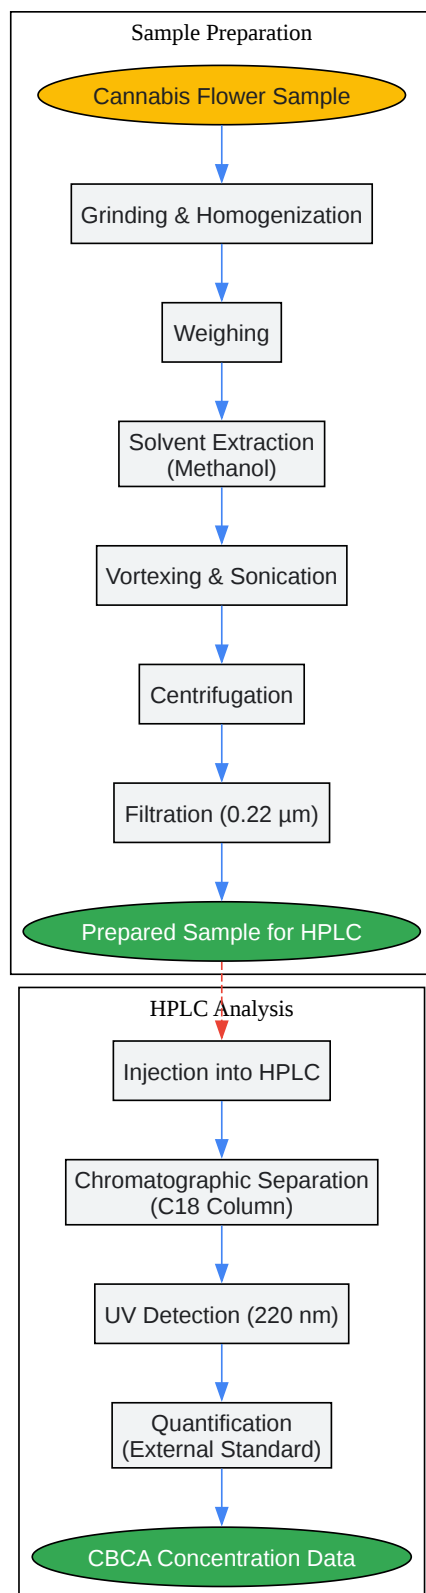 Sample Preparation
Cannabis Flower Sample
Grinding & Homogenization
Weighing
Solvent Extraction
(Methanol)
Vortexing & Sonication
Centrifugation
Filtration (0.22 µm)
Prepared Sample for HPLC
HPLC Analysis
Injection into HPLC
Chromatographic Separation
(C18 Column)
UV Detection (220 nm)
Quantification
(External Standard)
CBCA Concentration Data